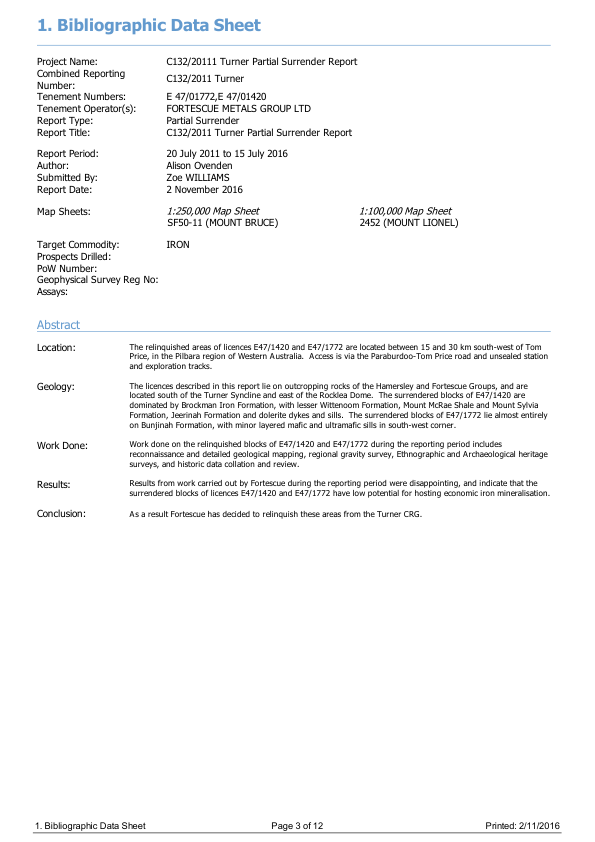 1. Bibliographic Data Sheet
Project Name: C132/20111 Turner Partial Surrender Report
Combined Reporting
Number: C132/2011 Turner
Tenement Numbers: E 47/01772,E 47/01420
Tenement Operator(s): FORTESCUE METALS GROUP LTD
Report Type: Partial Surrender
Report Title: C132/2011 Turner Partial Surrender Report
Report Period: 20 July 2011 to 15 July 2016
Author: Alison Ovenden
Submitted By: Zoe WILLIAMS
Report Date: 2 November 2016
Map Sheets: 1:250,000 Map Sheet 1:100,000 Map Sheet
SF50-11 (MOUNT BRUCE) 2452 (MOUNT LIONEL)
Target Commodity: IRON
Prospects Drilled:
PoW Number:
Geophysical Survey Reg No:
Assays:
Abstract
Location: The relinquished areas of licences E47/1420 and E47/1772 are located between 15 and 30 km south-west of Tom
Price, in the Pilbara region of Western Australia. Access is via the Paraburdoo-Tom Price road and unsealed station
and exploration tracks.
Geology: The licences described in this report lie on outcropping rocks of the Hamersley and Fortescue Groups, and are
located south of the Turner Syncline and east of the Rocklea Dome. The surrendered blocks of E47/1420 are
dominated by Brockman Iron Formation, with lesser Wittenoom Formation, Mount McRae Shale and Mount Sylvia
Formation, Jeerinah Formation and dolerite dykes and sills. The surrendered blocks of E47/1772 lie almost entirely
on Bunjinah Formation, with minor layered mafic and ultramafic sills in south-west corner.
Work Done: Work done on the relinquished blocks of E47/1420 and E47/1772 during the reporting period includes
reconnaissance and detailed geological mapping, regional gravity survey, Ethnographic and Archaeological heritage
surveys, and historic data collation and review.
Results: Results from work carried out by Fortescue during the reporting period were disappointing, and indicate that the
surrendered blocks of licences E47/1420 and E47/1772 have low potential for hosting economic iron mineralisation.
Conclusion: As a result Fortescue has decided to relinquish these areas from the Turner CRG.
1. Bibliographic Data Sheet Page 3 of 12 Printed: 2/11/2016